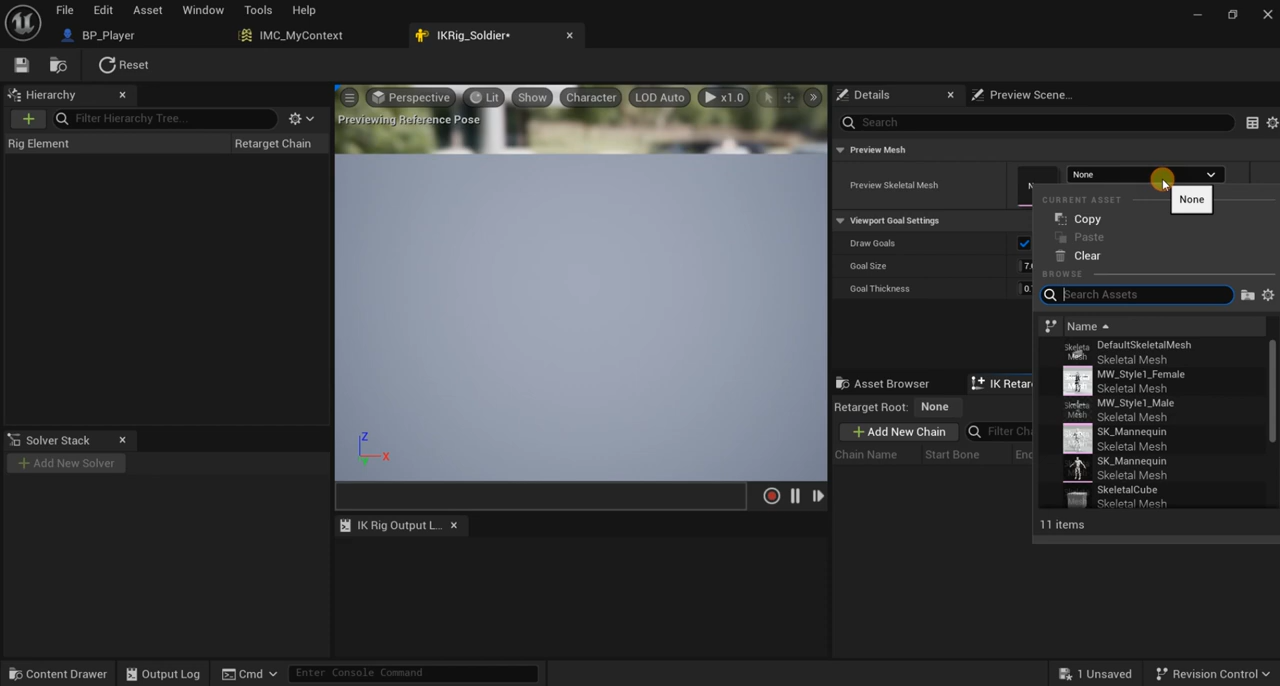 File Edit Asset Window Tools Help
BP_Player IMC_MyContext IKRig_Soldier*
Reset
Hierarchy
Filter Hierarchy Tree...
Rig Element Retarget Chain
Solver Stack
Add New Solver
Perspective Lit Show Character LOD Auto x1.0
Previewing Reference Pose
Z
X
IK Rig Output L...
Details Preview Scene...
Search
Preview Mesh
Preview Skeletal Mesh None
None
Viewport Goal Settings
Draw Goals
Goal Size
Goal Thickness
CURRENT ASSET
Copy
Paste
Clear
BROWSE
Search Assets
Name
DefaultSkeletalMesh
Skeletal Mesh
MW_Style1_Female
Skeletal Mesh
MW_Style1_Male
Skeletal Mesh
SK_Mannequin
Skeletal Mesh
SK_Mannequin
Skeletal Mesh
SkeletalCube
Skeletal Mesh
11 items
Asset Browser IK Retar
Retarget Root: None
Add New Chain Filter Cha
Chain Name Start Bone En
Content Drawer Output Log Cmd Enter Console Command 1 Unsaved Revision Control